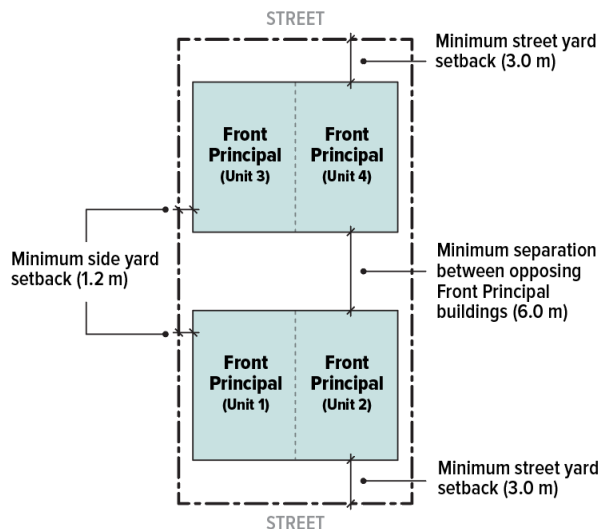 STREET
Minimum street yard
setback (3.0 m)
Front
Principal
(Unit 3)
Front
Principal
(Unit 4)
Minimum side yard
setback (1.2 m)
Minimum separation
between opposing
Front Principal
buildings (6.0 m)
Front
Principal
(Unit 1)
Front
Principal
(Unit 2)
Minimum street yard
setback (3.0 m)
STREET